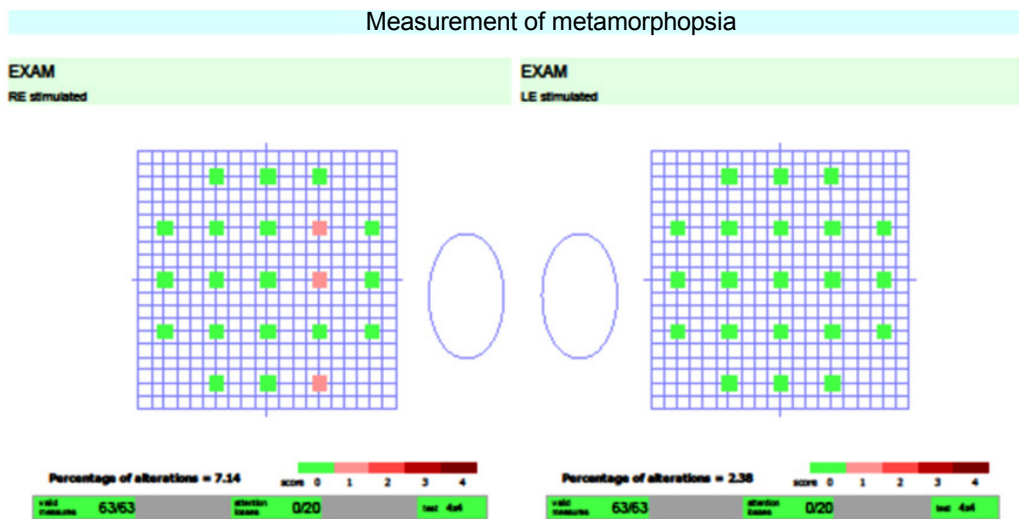 Measurement of metamorphopsia
EXAM
RE stimulated
EXAM
LE stimulated
Percentage of alterations = 7.14
score 0 1 2 3 4
Percentage of alterations = 2.38
score 0 1 2 3 4
valid measures 63/63 attention losses 0/20 test 4x4
valid measures 63/63 attention losses 0/20 test 4x4